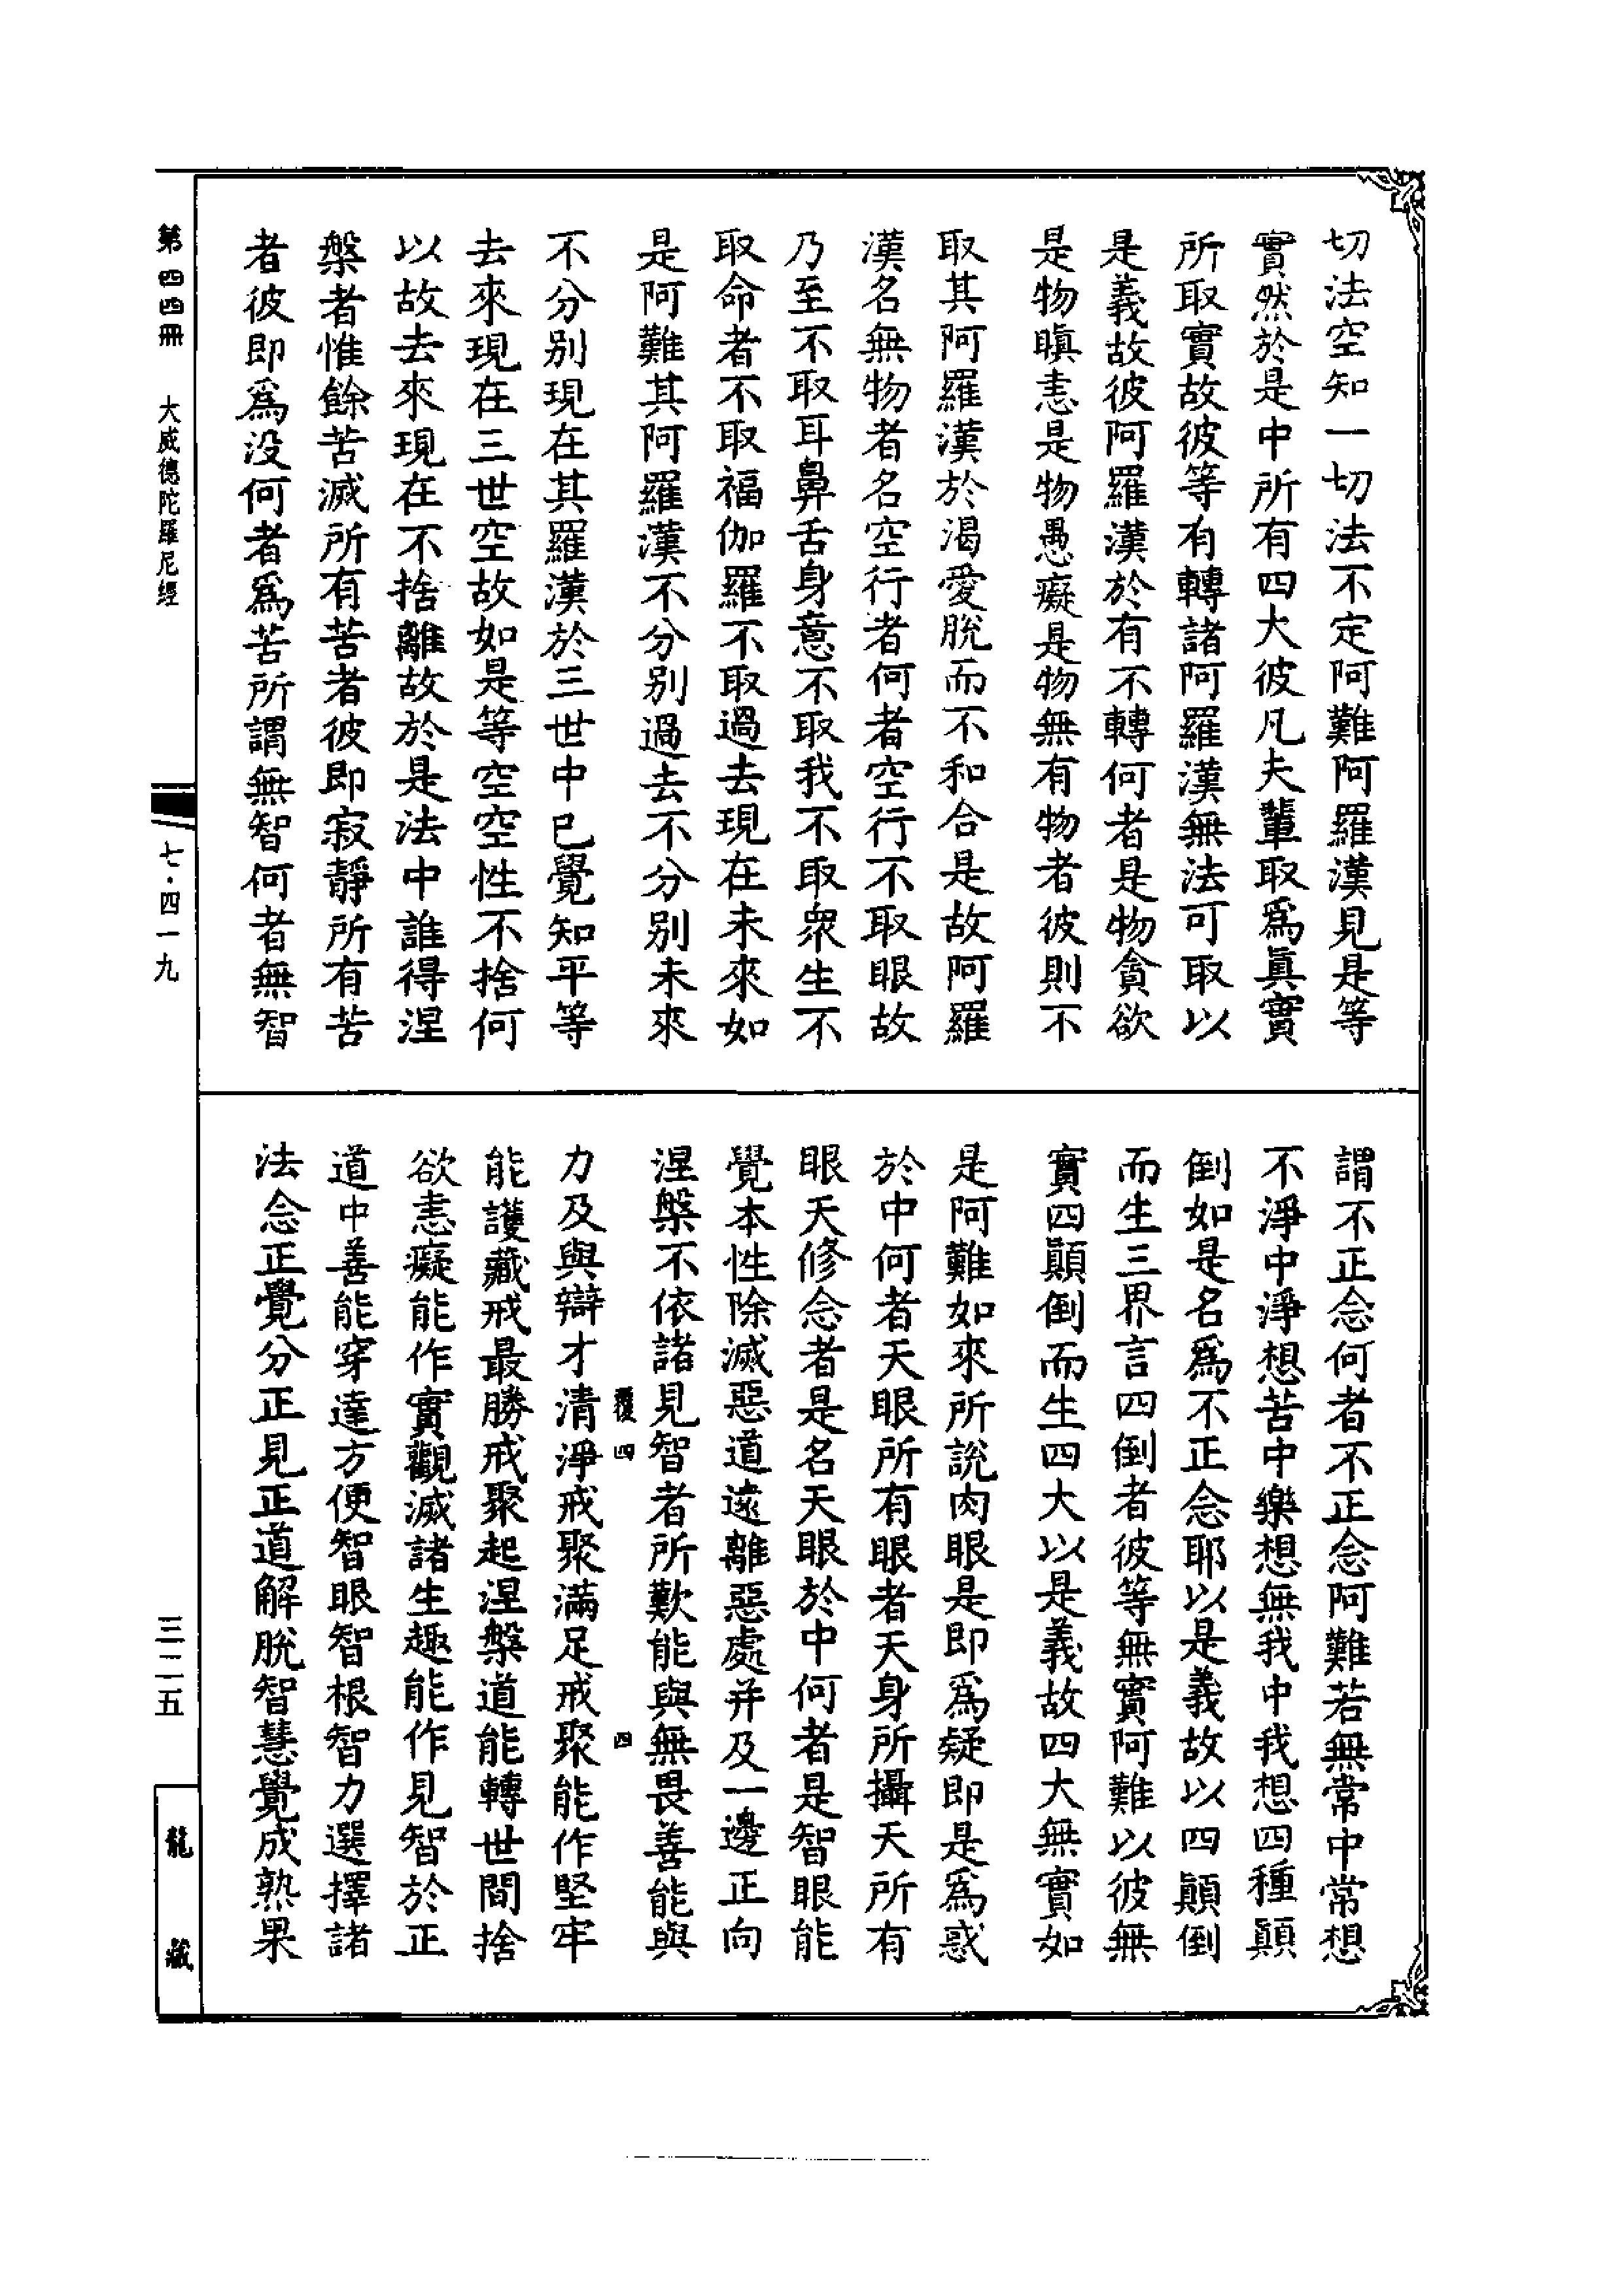 切法空知一切法不定阿難阿羅漢見是等
實然於是中所有四大彼凡夫輩取爲眞實
所取實故彼等有轉諸阿羅漢無法可取以
是義故彼阿羅漢於有不轉何者是物貪欲
是物瞋恚是物愚癡是物無有物者彼則不
取其阿羅漢於渴愛脫而不和合是故阿羅
漢名無物者名空行者何者空行不取眼故
乃至不取耳鼻舌身意不取我不取衆生不
取命者不取福伽羅不取過去現在未來如
是阿難其阿羅漢不分別過去不分別未來
不分別現在其羅漢於三世中已覺知平等
去來現在三世空故如是等空空性不捨何
以故去來現在不捨離故於是法中誰得涅
槃者惟餘苦滅所有苦者彼即寂靜所有苦
者彼即爲没何者爲苦所謂無智何者無智
謂不正念何者不正念阿難若無常中常想
不淨中淨想苦中樂想無我中我想四種顚
倒如是名爲不正念耶以是義故以四顚倒
而生三界言四倒者彼等無實阿難以彼無
實四顚倒而生四大以是義故四大無實如
是阿難如來所說肉眼是即爲疑即是爲惑
於中何者天眼所有眼者天身所攝天所有
眼天修念者是名天眼於中何者是智眼能
覺本性除滅惡道遠離惡處并及一邊正向
涅槃不依諸見智者所歎能與無畏善能與
覆四
四
力及與辯才清淨戒聚滿足戒聚能作堅牢
能護藏戒最勝戒聚起涅槃道能轉世間捨
欲恚癡能作實觀滅諸生趣能作見智於正
道中善能穿達方便智眼智根智力選擇諸
法念正覺分正見正道解脫智慧覺成熟果
第四四冊
大威德陀羅尼經
七·四一九
三二五
龍藏